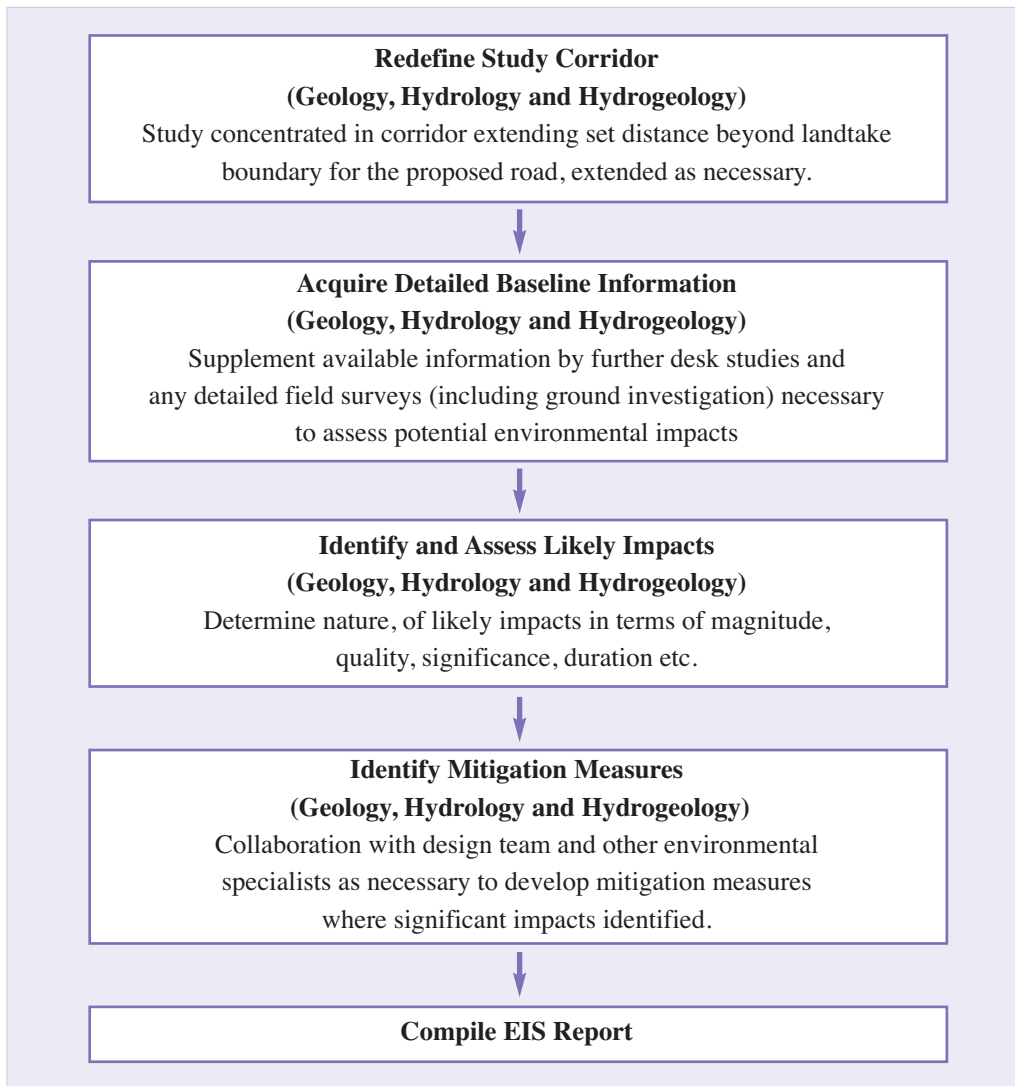 Redefine Study Corridor
(Geology, Hydrology and Hydrogeology)
Study concentrated in corridor extending set distance beyond landtake
boundary for the proposed road, extended as necessary.
Acquire Detailed Baseline Information
(Geology, Hydrology and Hydrogeology)
Supplement available information by further desk studies and
any detailed field surveys (including ground investigation) necessary
to assess potential environmental impacts
Identify and Assess Likely Impacts
(Geology, Hydrology and Hydrogeology)
Determine nature, of likely impacts in terms of magnitude,
quality, significance, duration etc.
Identify Mitigation Measures
(Geology, Hydrology and Hydrogeology)
Collaboration with design team and other environmental
specialists as necessary to develop mitigation measures
where significant impacts identified.
Compile EIS Report